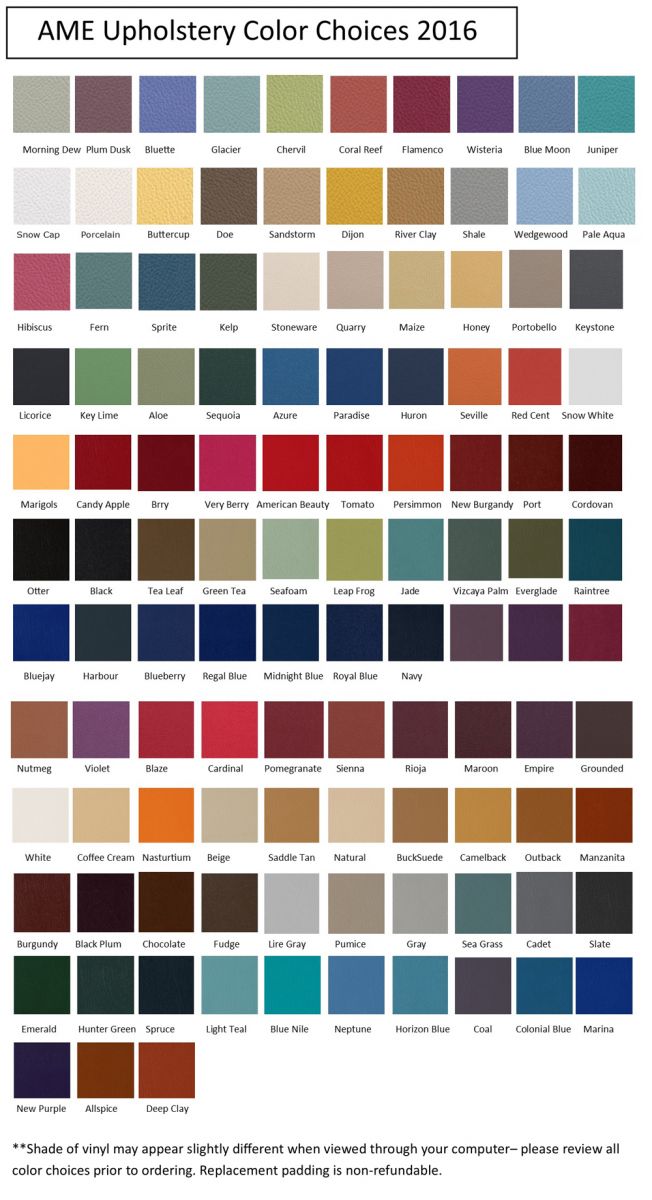 AME Upholstery Color Choices 2016
Morning Dew Plum Dusk Bluette Glacier Chervil Coral Reef Flamenco Wisteria Blue Moon Juniper
Snow Cap Porcelain Buttercup Doe Sandstorm Dijon River Clay Shale Wedgewood Pale Aqua
Hibiscus Fern Sprite Kelp Stoneware Quarry Maize Honey Portobello Keystone
Licorice Key Lime Aloe Sequoia Azure Paradise Huron Seville Red Cent Snow White
Marigols Candy Apple Brry Very Berry American Beauty Tomato Persimmon New Burgandy Port Cordovan
Otter Black Tea Leaf Green Tea Seafoam Leap Frog Jade Vizcaya Palm Everglade Raintree
Bluejay Harbour Blueberry Regal Blue Midnight Blue Royal Blue Navy
Nutmeg Violet Blaze Cardinal Pomegranate Sienna Rioja Maroon Empire Grounded
White Coffee Cream Nasturtium Beige Saddle Tan Natural BuckSuede Camelback Outback Manzanita
Burgundy Black Plum Chocolate Fudge Lire Gray Pumice Gray Sea Grass Cadet Slate
Emerald Hunter Green Spruce Light Teal Blue Nile Neptune Horizon Blue Coal Colonial Blue Marina
New Purple Allspice Deep Clay
**Shade of vinyl may appear slightly different when viewed through your computer– please review all
color choices prior to ordering. Replacement padding is non-refundable.